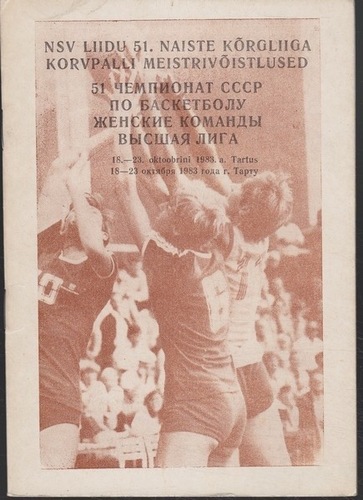 NSV LIIDU 51. NAISTE KÕRGLIIGA
KORVPALLI MEISTRIVÕISTLUSED
51 ЧЕМПИОНАТ СССР
ПО БАСКЕТБОЛУ
ЖЕНСКИЕ КОМАНДЫ
ВЫСШАЯ ЛИГА
18.—23. oktoobrini 1983. a. Tartus
18—23 октября 1983 года г. Тарту